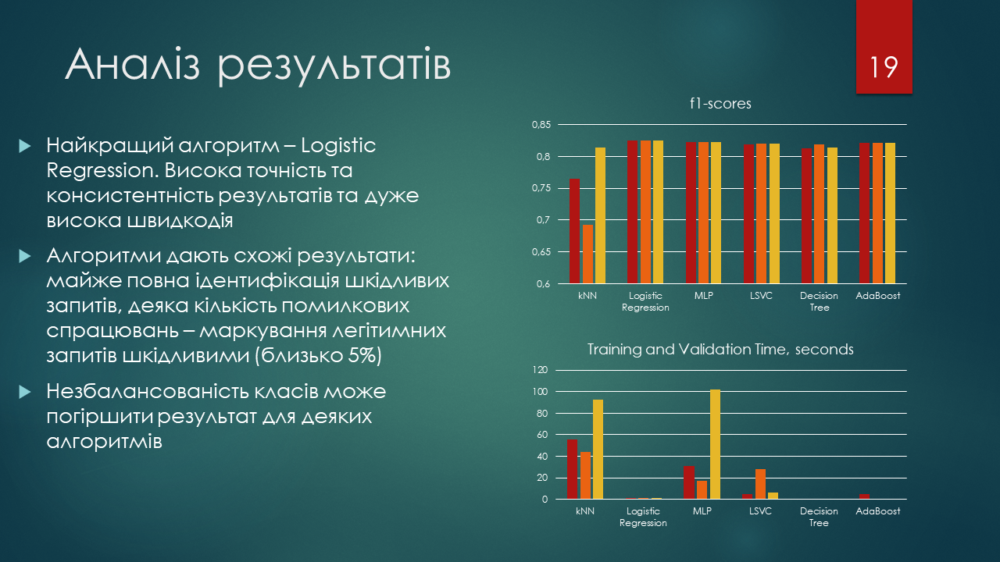 Аналіз результатів
19
Найкращий алгоритм – Logistic
Regression. Висока точність та
консистентність результатів та дуже
висока швидкодія
Алгоритми дають схожі результати:
майже повна ідентифікація шкідливих
запитів, деяка кількість помилкових
спрацювань – маркування легітимних
запитів шкідливими (близько 5%)
Незбалансованість класів може
погіршити результат для деяких
алгоритмів
f1-scores
0,85
0,8
0,75
0,7
0,65
0,6
kNN
Logistic
Regression
MLP
LSVC
Decision
Tree
AdaBoost
Training and Validation Time, seconds
120
100
80
60
40
20
0
kNN
Logistic
Regression
MLP
LSVC
Decision
Tree
AdaBoost